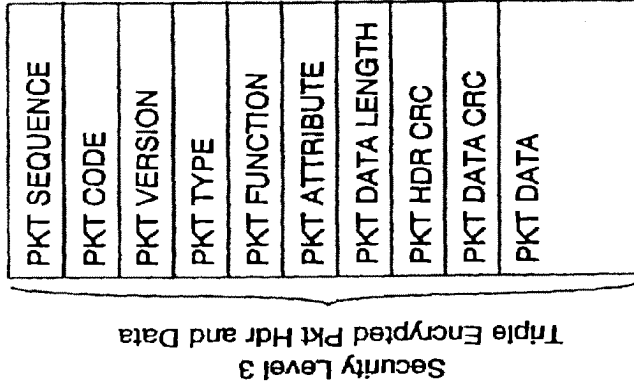 PKT SEQUENCE
PKT CODE
PKT VERSION
PKT TYPE
PKT FUNCTION
PKT ATTRIBUTE
PKT DATA LENGTH
PKT HDR CRC
PKT DATA CRC
PKT DATA
Security Level 3
Triple Encrypted Pkt Hdr and Data